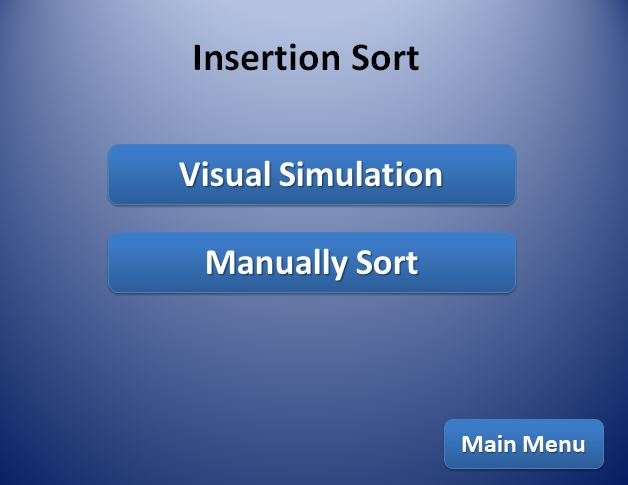 Insertion Sort
Visual Simulation
Manually Sort
Main Menu